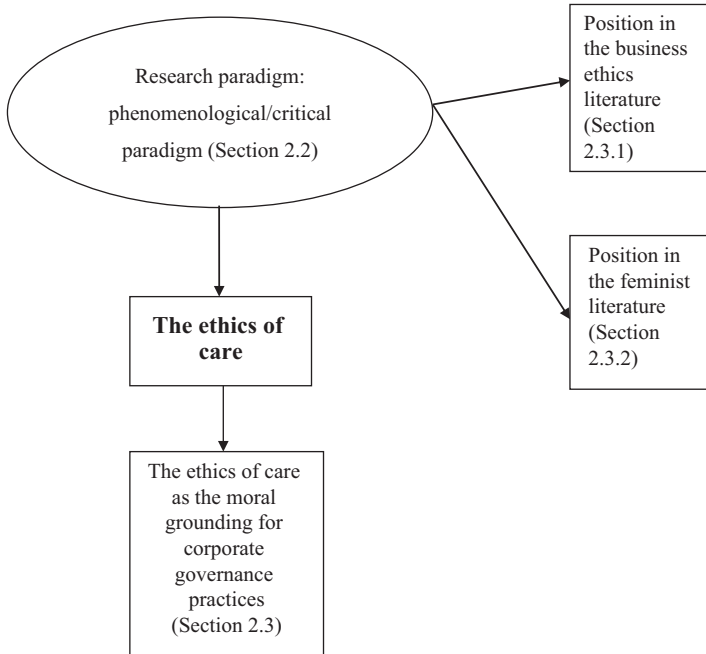 Research paradigm:
phenomenological/critical
paradigm (Section 2.2)
Position in
the business
ethics
literature
(Section
2.3.1)
Position in
the feminist
literature
(Section
2.3.2)
The ethics of
care
The ethics of care
as the moral
grounding for
corporate
governance
practices
(Section 2.3)